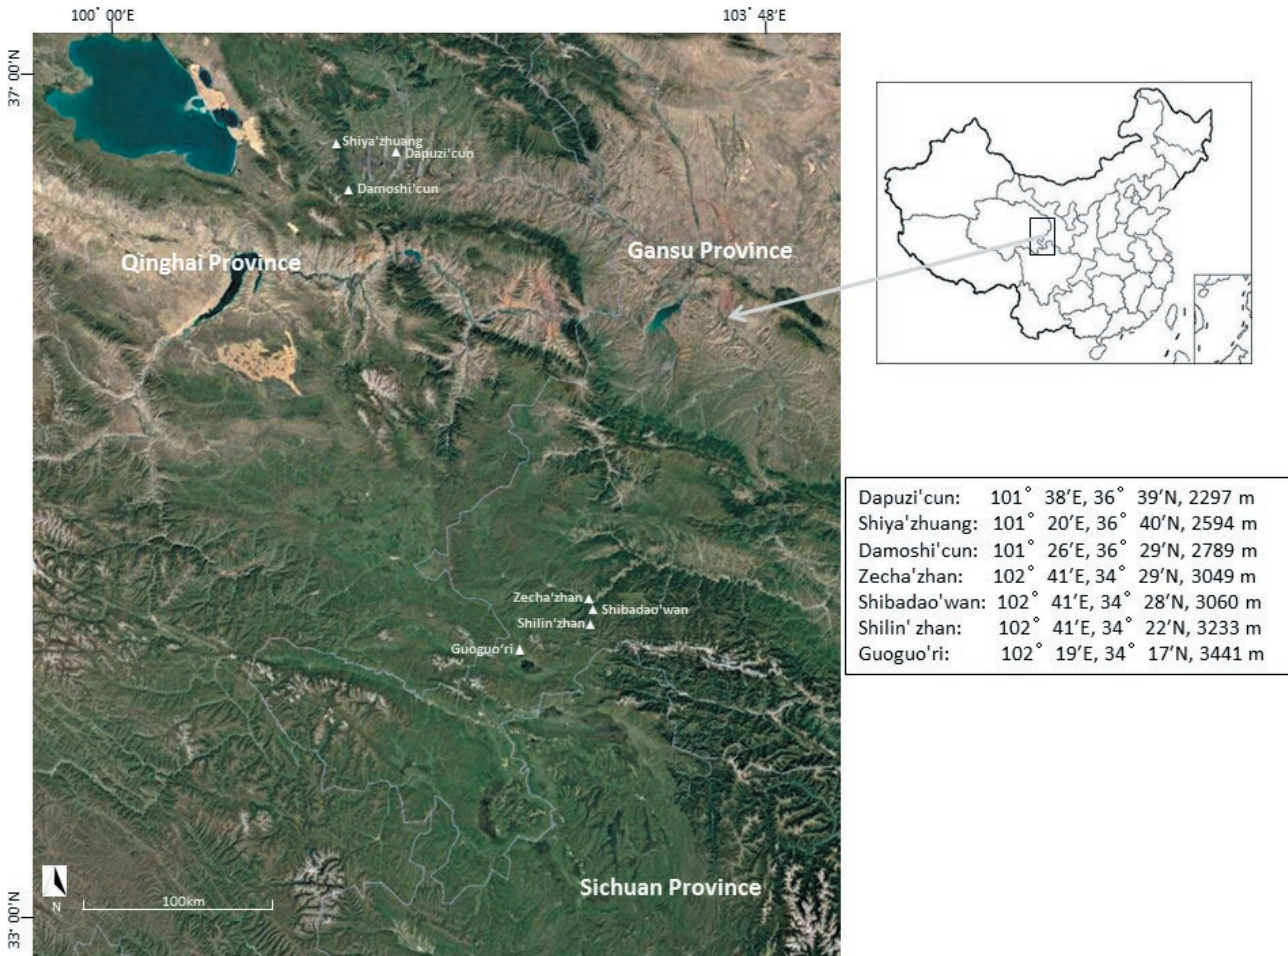 100° 00′E
103° 48′E
37° 00′N
Shiya'zhuang
Dapuzi'cun
Damoshi'cun
Qinghai Province
Gansu Province
Zecha'zhan
Shibadao'wan
Shilin'zhan
Guoguo'ri
Sichuan Province
N
100km
33° 00′N
Dapuzi'cun: 101° 38′E, 36° 39′N, 2297 m
Shiya'zhuang: 101° 20′E, 36° 40′N, 2594 m
Damoshi'cun: 101° 26′E, 36° 29′N, 2789 m
Zecha'zhan: 102° 41′E, 34° 29′N, 3049 m
Shibadao'wan: 102° 41′E, 34° 28′N, 3060 m
Shilin' zhan: 102° 41′E, 34° 22′N, 3233 m
Guoguo'ri: 102° 19′E, 34° 17′N, 3441 m